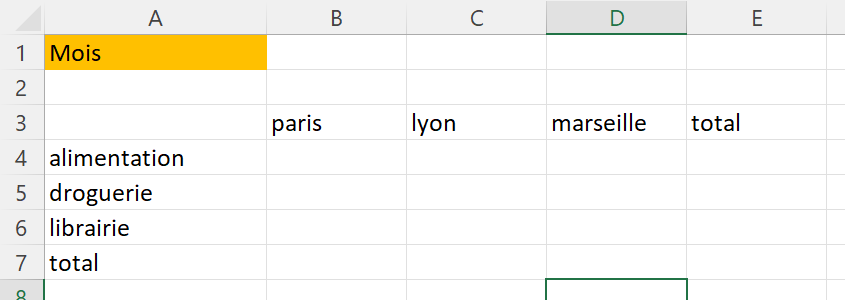 A B C D E
1 Mois
2
3 paris lyon marseille total
4 alimentation
5 droguerie
6 librairie
7 total
8